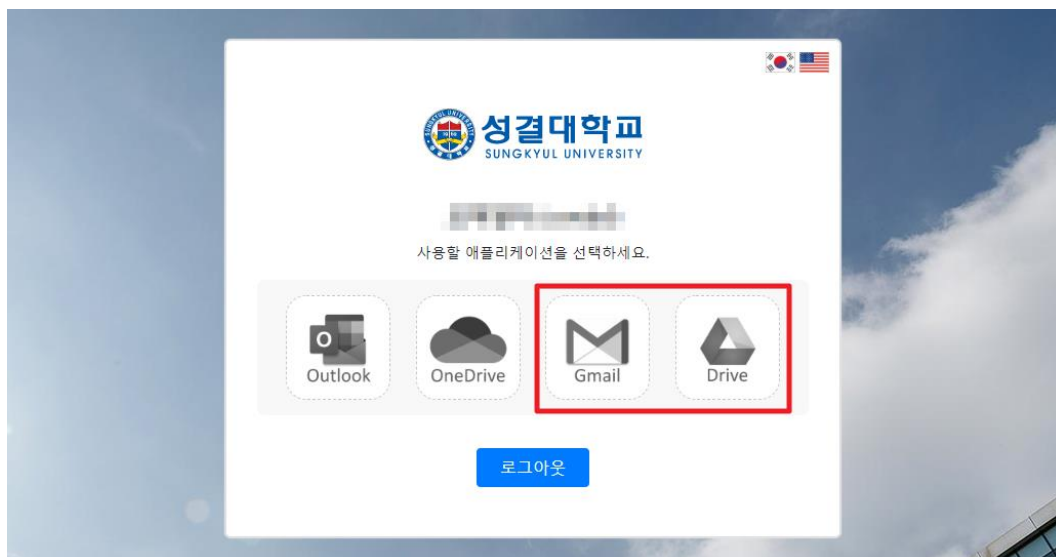 성결대학교
SUNGKYUL UNIVERSITY
사용할 애플리케이션을 선택하세요.
Outlook
OneDrive
Gmail
Drive
로그아웃